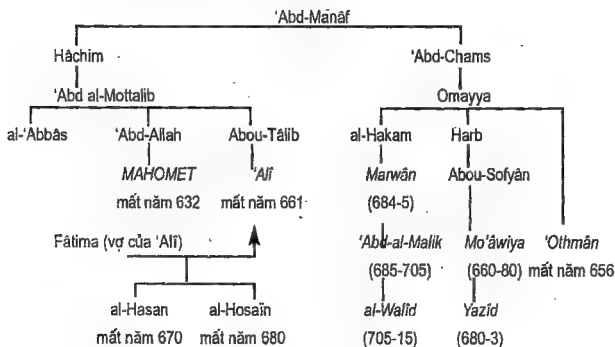 ‘Abd-Manâf
Hâchim ‘Abd-Chams
‘Abd al-Mottalib Omayya
al-‘Abbâs ‘Abd-Allah Abou-Tâlib al-Hakam Harb
MAHOMET ‘Alî Marwân Abou-Sofyân
mất năm 632 mất năm 661 (684-5)
Fâtima (vợ của ‘Alî) ‘Abd-al-Malik Mo’âwiya ‘Othmân
(685-705) (660-80) mất năm 656
al-Hasan al-Hosaïn al-Walîd Yazîd
mất năm 670 mất năm 680 (705-15) (680-3)